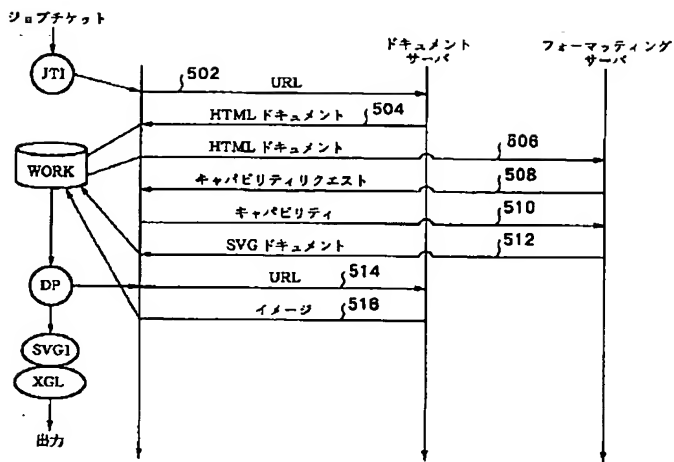 ジョブチケット
ドキュメント
サーバ
フォーマッティング
サーバ
JTI
502
URL
504
HTML ドキュメント
506
HTML ドキュメント
WORK
508
キャパビリティリクエスト
510
キャパビリティ
512
SVG ドキュメント
514
URL
DP
516
イメージ
SVGI
XGL
出力